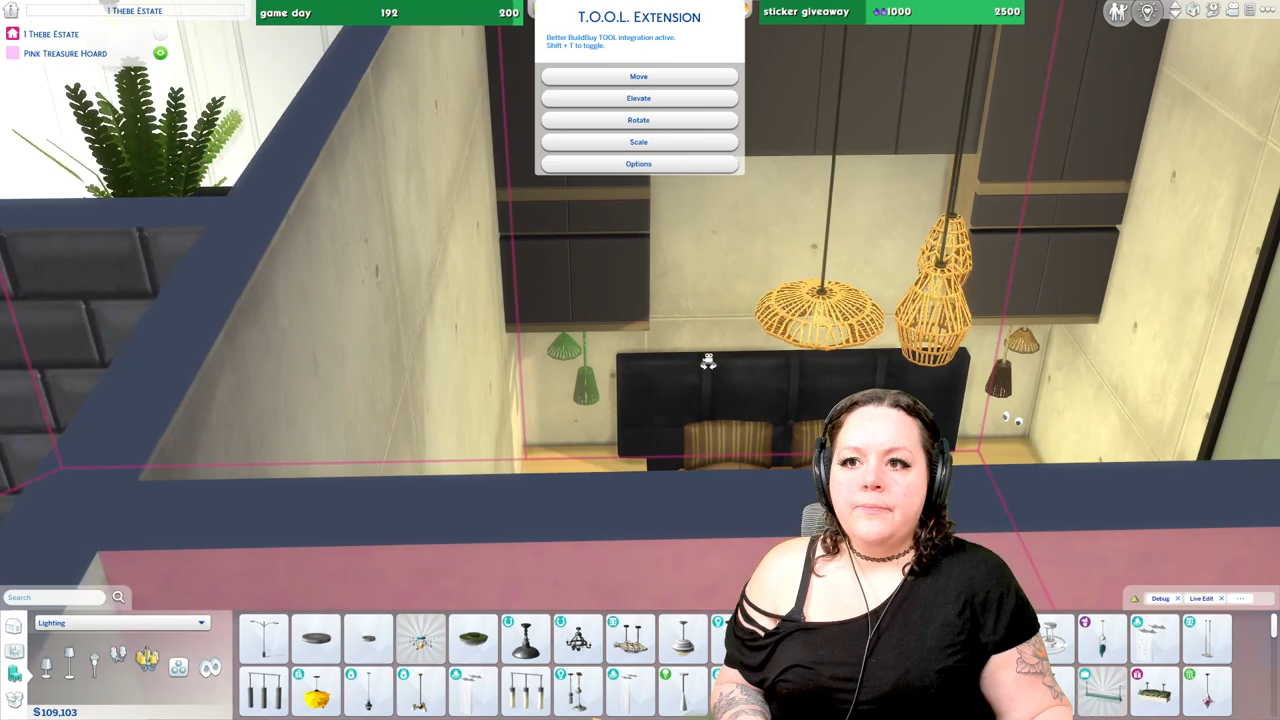 1 THEBE ESTATE
game day 192 200
T.O.O.L. EXTENSION
sticker giveaway 1000 2500
1 THEBE ESTATE
PINK TREASURE HOARD
Better BuildBuy TOOL integration active.
Shift + T to toggle.
Move
Elevate
Rotate
Scale
Options
Search
Debug X Live Edit X ...
Lighting
$109,103